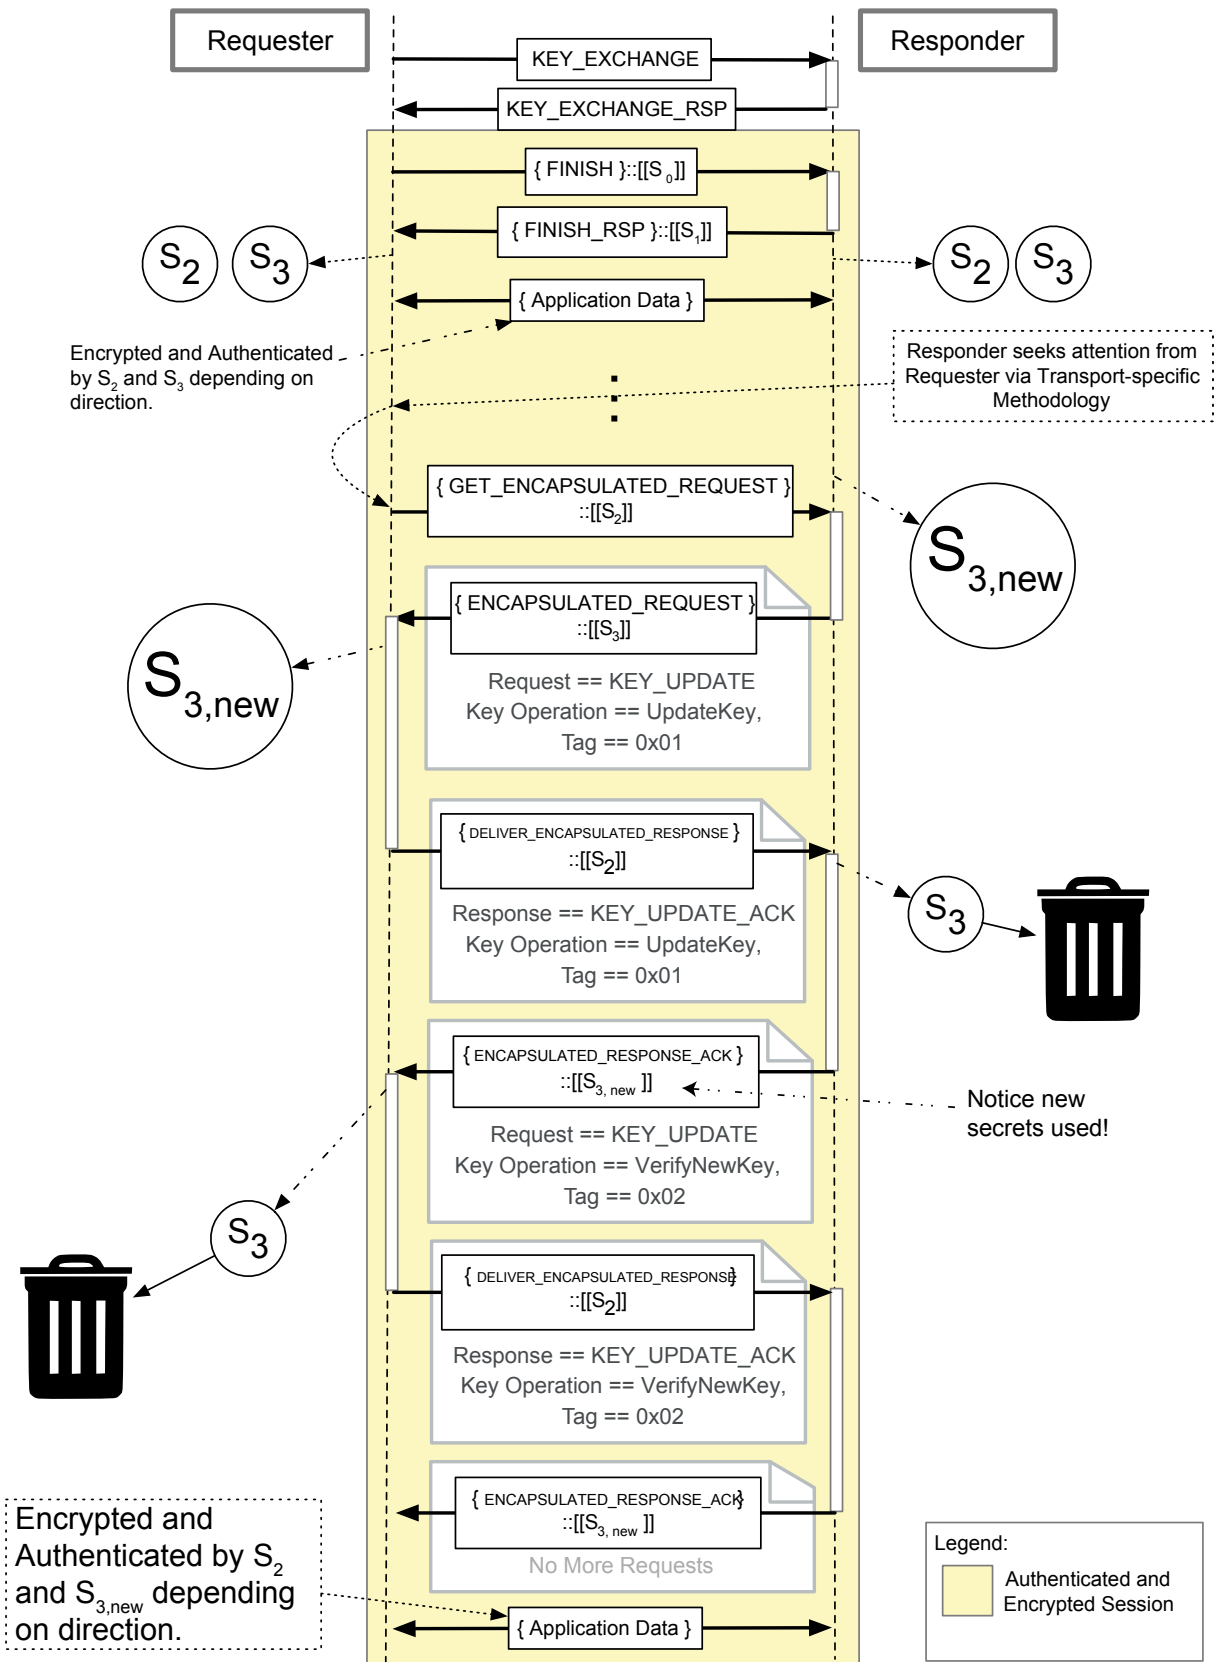 Requester
Responder
KEY_EXCHANGE
KEY_EXCHANGE_RSP
{ FINISH }::[[S0]]
{ FINISH_RSP }::[[S1]]
S2
S3
S2
S3
{ Application Data }
Encrypted and Authenticated
by S2 and S3 depending on
direction.
Responder seeks attention from
Requester via Transport-specific
Methodology
{ GET_ENCAPSULATED_REQUEST }
::[[S2]]
S3,new
{ ENCAPSULATED_REQUEST }
::[[S3]]
S3,new
Request == KEY_UPDATE
Key Operation == UpdateKey,
Tag == 0x01
{ DELIVER_ENCAPSULATED_RESPONSE }
::[[S2]]
S3
Response == KEY_UPDATE_ACK
Key Operation == UpdateKey,
Tag == 0x01
{ ENCAPSULATED_RESPONSE_ACK }
::[[S3, new ]]
Notice new
secrets used!
Request == KEY_UPDATE
Key Operation == VerifyNewKey,
Tag == 0x02
S3
{ DELIVER_ENCAPSULATED_RESPONSE }
::[[S2]]
Response == KEY_UPDATE_ACK
Key Operation == VerifyNewKey,
Tag == 0x02
{ ENCAPSULATED_RESPONSE_ACK }
::[[S3, new ]]
No More Requests
Encrypted and
Authenticated by S2
and S3,new depending
on direction.
{ Application Data }
Legend:
Authenticated and
Encrypted Session